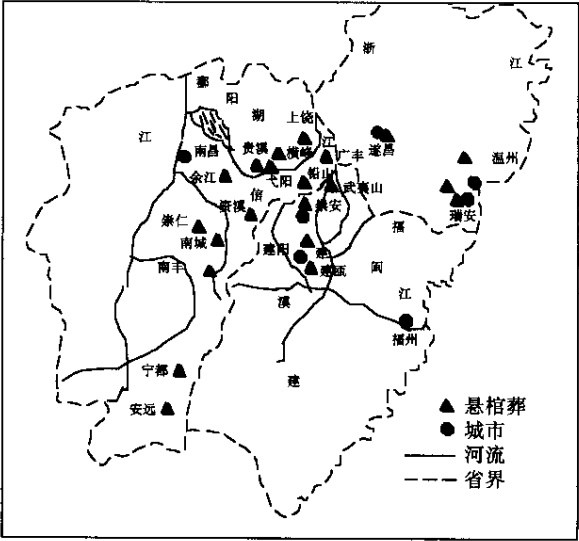 浙
江
鄱
阳
湖
江
上饶
南昌
贵溪
横峰
江
广丰
遂昌
温州
余江
弋阳
铅山
武夷山
信
崇安
瑞安
崇仁
南城
福
建阳
建
建瓯
闽
南丰
溪
江
福州
宁都
建
安远
悬棺葬
城市
河流
省界